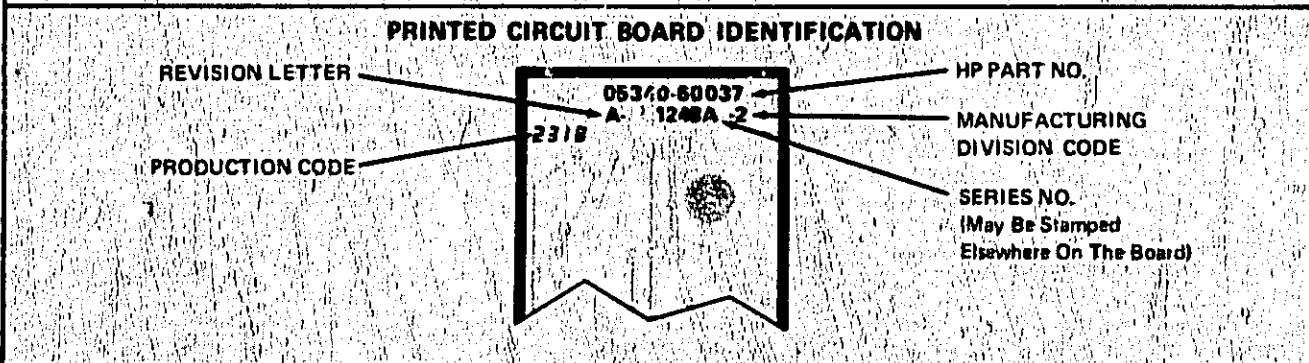 PRINTED CIRCUIT BOARD IDENTIFICATION
REVISION LETTER
HP PART NO.
05340-60037
A- 1248A -2
MANUFACTURING
DIVISION CODE
2318
PRODUCTION CODE
SERIES NO.
(May Be Stamped
Elsewhere On The Board)